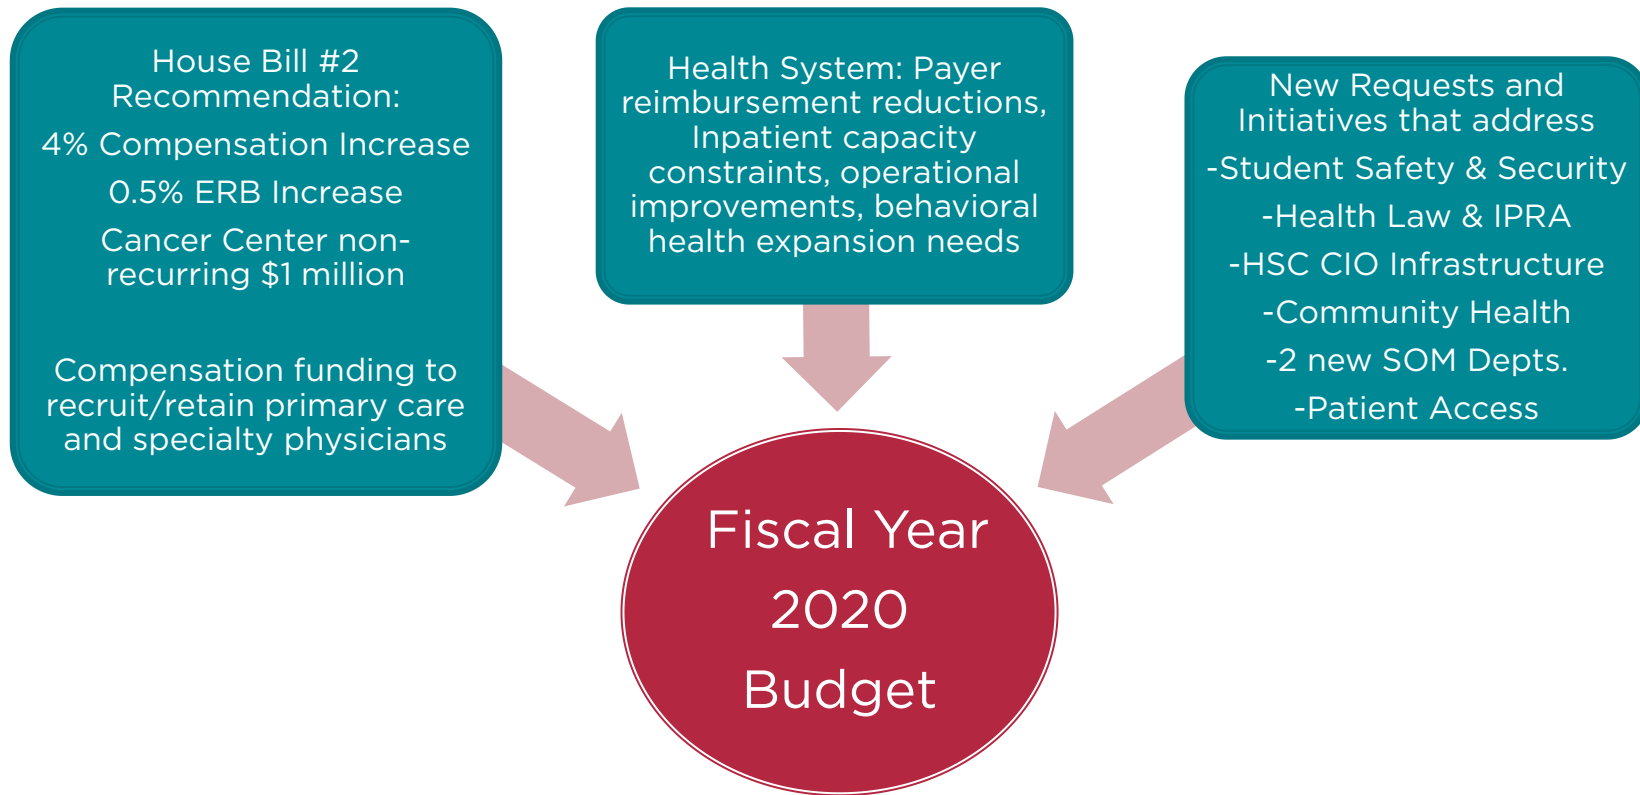 House Bill #2
Recommendation:
4% Compensation Increase
0.5% ERB Increase
Cancer Center non-
recurring $1 million
Compensation funding to
recruit/retain primary care
and specialty physicians
Health System: Payer
reimbursement reductions,
Inpatient capacity
constraints, operational
improvements, behavioral
health expansion needs
New Requests and
Initiatives that address
-Student Safety & Security
-Health Law & IPRA
-HSC CIO Infrastructure
-Community Health
-2 new SOM Depts.
-Patient Access
Fiscal Year
2020
Budget